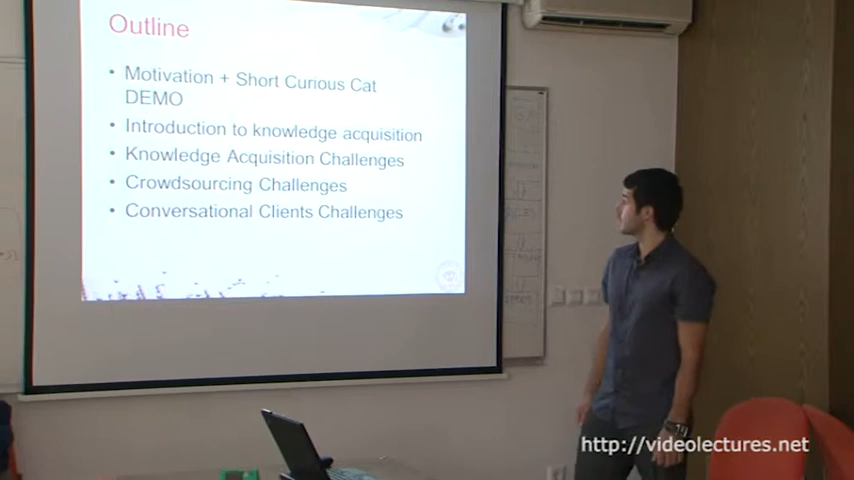 Outline
• Motivation + Short Curious Cat
DEMO
• Introduction to knowledge acquisition
• Knowledge Acquisition Challenges
• Crowdsourcing Challenges
• Conversational Clients Challenges
http://videolectures.net